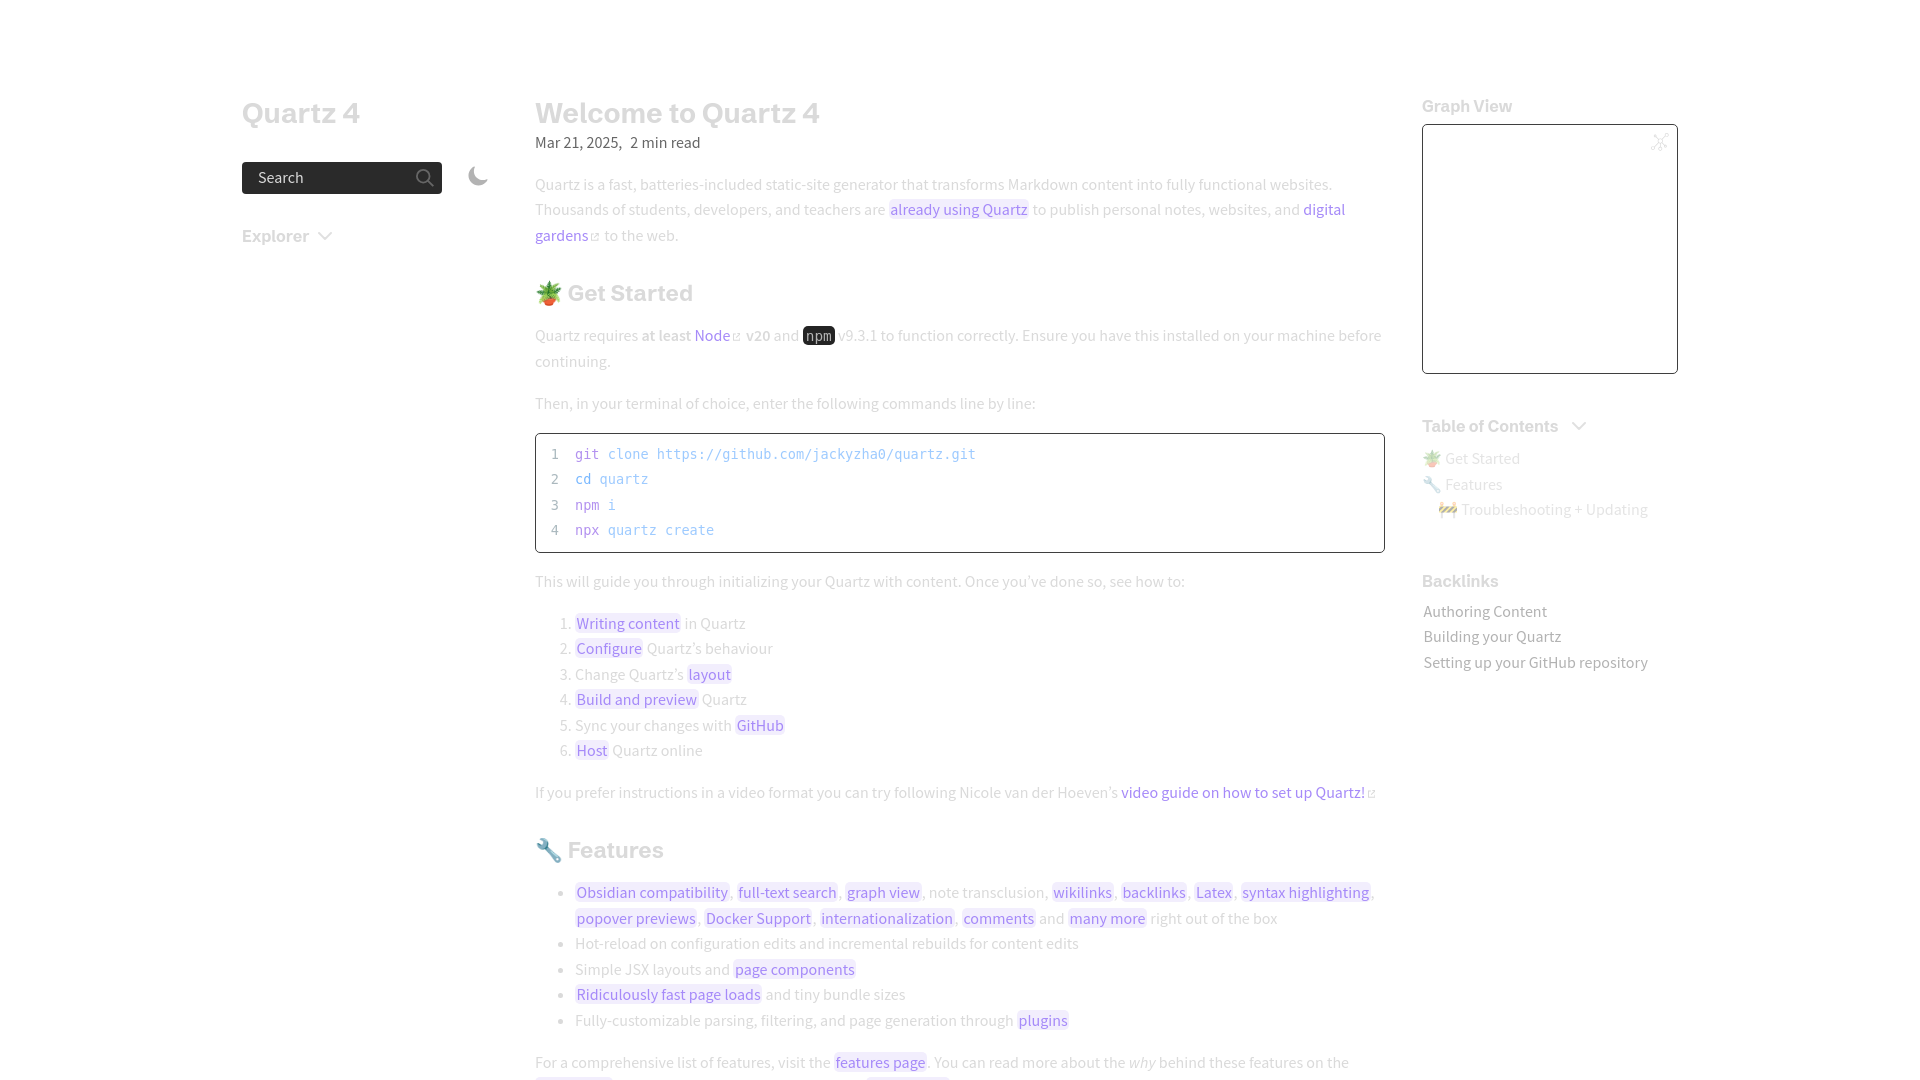 Quartz 4
Search
Explorer
Welcome to Quartz 4
Mar 21, 2025, 2 min read
Quartz is a fast, batteries-included static-site generator that transforms Markdown content into fully functional websites.
Thousands of students, developers, and teachers are already using Quartz to publish personal notes, websites, and digital
gardens to the web.
🪴 Get Started
Quartz requires at least Node v20 and npm v9.3.1 to function correctly. Ensure you have this installed on your machine before
continuing.
Then, in your terminal of choice, enter the following commands line by line:
1 git clone https://github.com/jackyzha0/quartz.git
2 cd quartz
3 npm i
4 npx quartz create
This will guide you through initializing your Quartz with content. Once you’ve done so, see how to:
1. Writing content in Quartz
2. Configure Quartz’s behaviour
3. Change Quartz’s layout
4. Build and preview Quartz
5. Sync your changes with GitHub
6. Host Quartz online
If you prefer instructions in a video format you can try following Nicole van der Hoeven’s video guide on how to set up Quartz!
🔧 Features
• Obsidian compatibility, full-text search, graph view, note transclusion, wikilinks, backlinks, Latex, syntax highlighting,
popover previews, Docker Support, internationalization, comments and many more right out of the box
• Hot-reload on configuration edits and incremental rebuilds for content edits
• Simple JSX layouts and page components
• Ridiculously fast page loads and tiny bundle sizes
• Fully-customizable parsing, filtering, and page generation through plugins
For a comprehensive list of features, visit the features page. You can read more about the why behind these features on the
Graph View
Table of Contents
🪴 Get Started
🔧 Features
🚧 Troubleshooting + Updating
Backlinks
Authoring Content
Building your Quartz
Setting up your GitHub repository